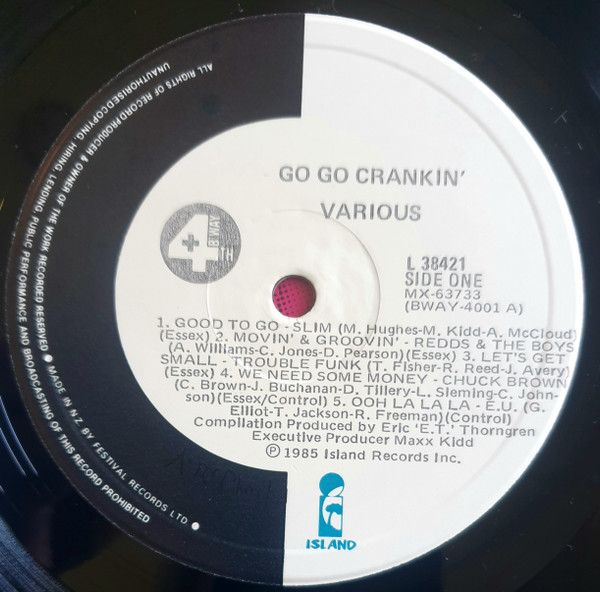 GO GO CRANKIN'
VARIOUS
4TH
B'WAY
L 38421
SIDE ONE
MX-63733
(BWAY-4001 A)
1. GOOD TO GO - SLIM (M. Hughes-M. Kidd-A. McCloud)
(Essex) 2. MOVIN' & GROOVIN' - REDDS & THE BOYS
(A. Williams-C. Jones-D. Pearson)(Essex) 3. LET'S GET
SMALL - TROUBLE FUNK (T. Fisher-R. Reed-J. Avery)
(Essex) 4. WE NEED SOME MONEY - CHUCK BROWN
(C. Brown-J. Buchanan-D. Tillery-L. Sleming-C. John-
son)(Essex/Control) 5. OOH LA LA LA - E.U. (G.
Elliot-T. Jackson-R. Freeman)(Control)
Compilation Produced by Eric 'E.T.' Thorngren
Executive Producer Maxx Kidd
Ⓟ 1985 Island Records Inc.
ISLAND
ALL RIGHTS OF RECORD PRODUCER & OWNER OF THE WORK RECORDED RESERVED ● MADE IN N.Z. BY FESTIVAL RECORDS LTD ●
UNAUTHORISED COPYING, HIRING, LENDING, PUBLIC PERFORMANCE AND BROADCASTING OF THIS RECORD PROHIBITED